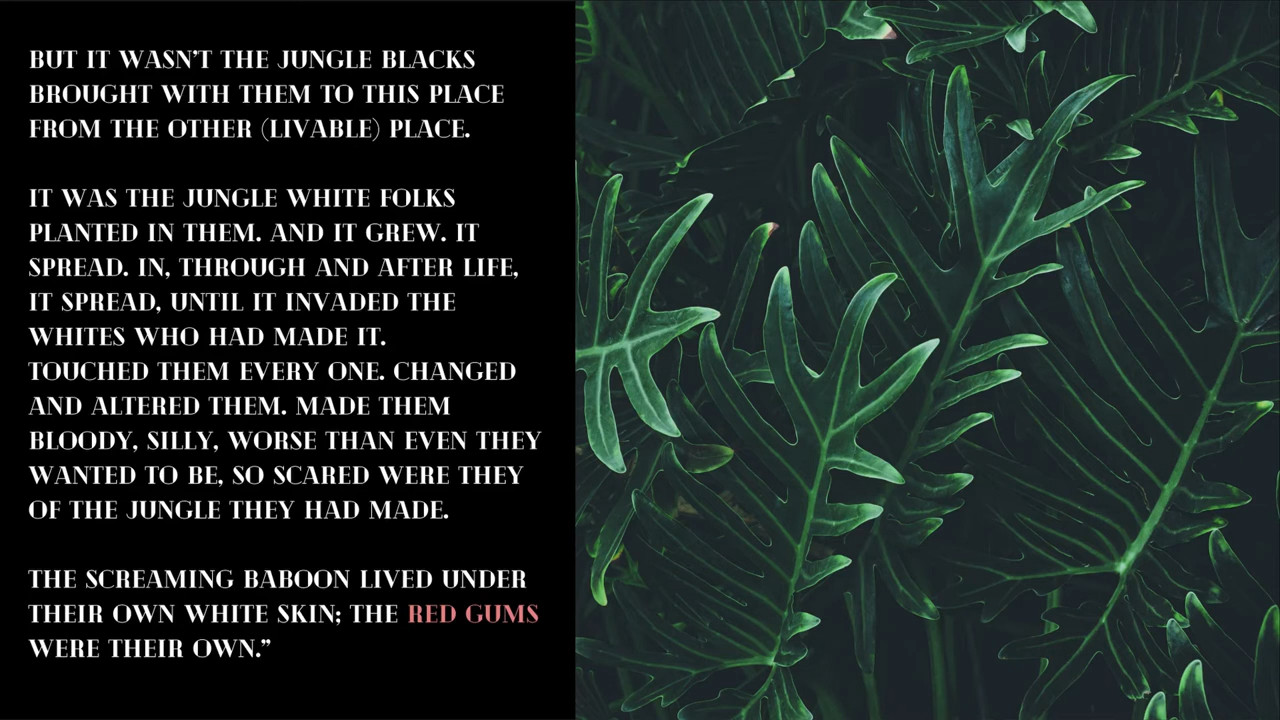 BUT IT WASN'T THE JUNGLE BLACKS
BROUGHT WITH THEM TO THIS PLACE
FROM THE OTHER (LIVABLE) PLACE.
IT WAS THE JUNGLE WHITE FOLKS
PLANTED IN THEM. AND IT GREW. IT
SPREAD. IN, THROUGH AND AFTER LIFE,
IT SPREAD, UNTIL IT INVADED THE
WHITES WHO HAD MADE IT.
TOUCHED THEM EVERY ONE. CHANGED
AND ALTERED THEM. MADE THEM
BLOODY, SILLY, WORSE THAN EVEN THEY
WANTED TO BE, SO SCARED WERE THEY
OF THE JUNGLE THEY HAD MADE.
THE SCREAMING BABOON LIVED UNDER
THEIR OWN WHITE SKIN; THE RED GUMS
WERE THEIR OWN.”